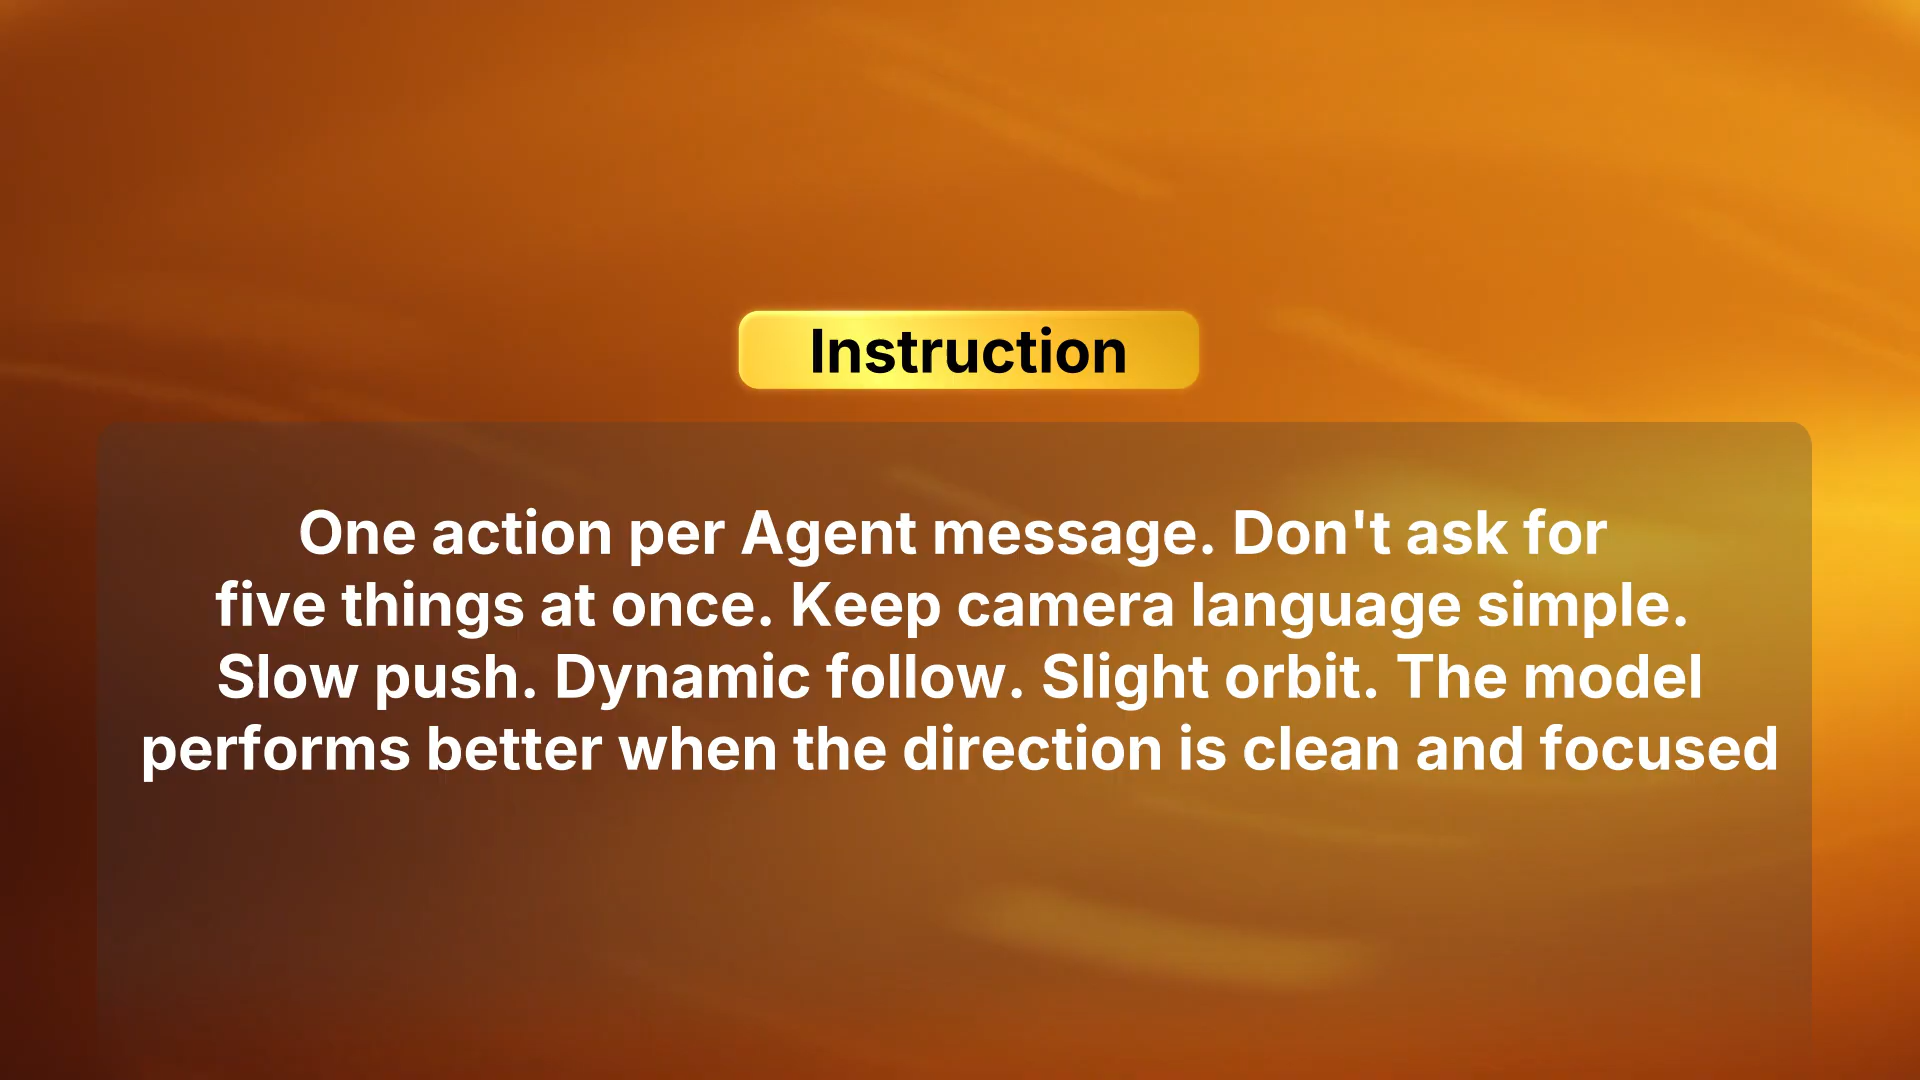 Instruction
One action per Agent message. Don't ask for
five things at once. Keep camera language simple.
Slow push. Dynamic follow. Slight orbit. The model
performs better when the direction is clean and focused